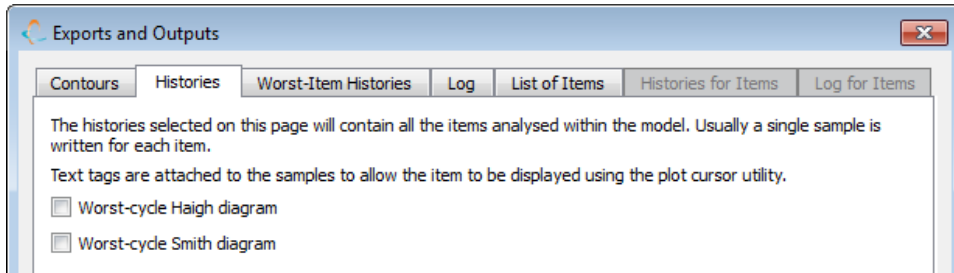 Exports and Outputs
Contours Histories Worst-Item Histories Log List of Items Histories for Items Log for Items
The histories selected on this page will contain all the items analysed within the model. Usually a single sample is
written for each item.
Text tags are attached to the samples to allow the item to be displayed using the plot cursor utility.
Worst-cycle Haigh diagram
Worst-cycle Smith diagram